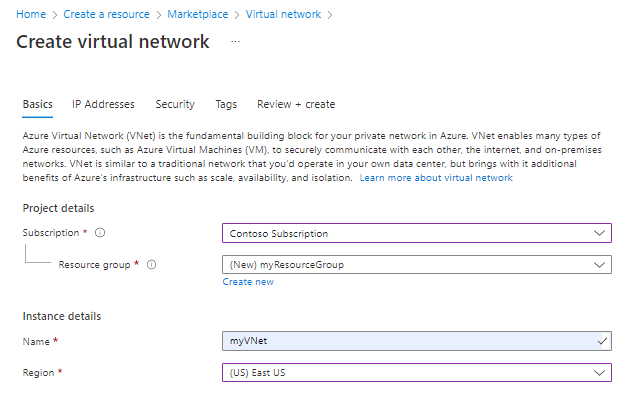 Home > Create a resource > Marketplace > Virtual network >
Create virtual network ...
Basics IP Addresses Security Tags Review + create
Azure Virtual Network (VNet) is the fundamental building block for your private network in Azure. VNet enables many types of
Azure resources, such as Azure Virtual Machines (VM), to securely communicate with each other, the internet, and on-premises
networks. VNet is similar to a traditional network that you'd operate in your own data center, but brings with it additional
benefits of Azure's infrastructure such as scale, availability, and isolation. Learn more about virtual network
Project details
Subscription * Contoso Subscription
Resource group * (New) myResourceGroup
Create new
Instance details
Name * myVNet
Region * (US) East US